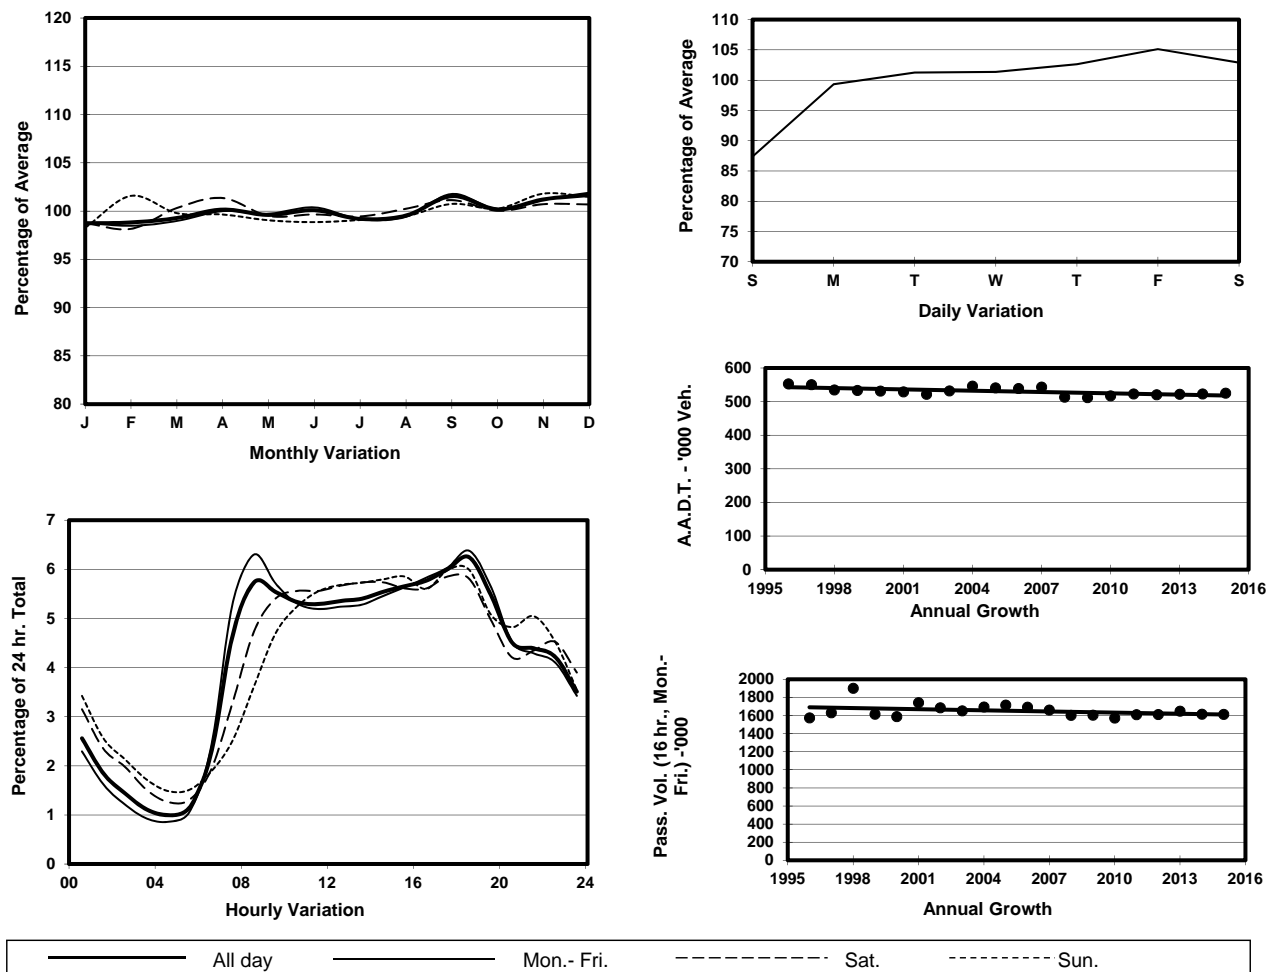 120
115
110
105
100
95
90
85
80
Percentage of Average
J F M A M J J A S O N D
Monthly Variation
110
105
100
95
90
85
80
75
70
Percentage of Average
S M T W T F S
Daily Variation
600
500
400
300
200
100
0
A.A.D.T. - '000 Veh.
1995 1998 2001 2004 2007 2010 2013 2016
Annual Growth
7
6
5
4
3
2
1
0
Percentage of 24 hr. Total
00 04 08 12 16 20 24
Hourly Variation
2000
1800
1600
1400
1200
1000
800
600
400
200
0
Pass. Vol. (16 hr., Mon.-
Fri.) -'000
1995 1998 2001 2004 2007 2010 2013 2016
Annual Growth
All day Mon.- Fri. Sat. Sun.